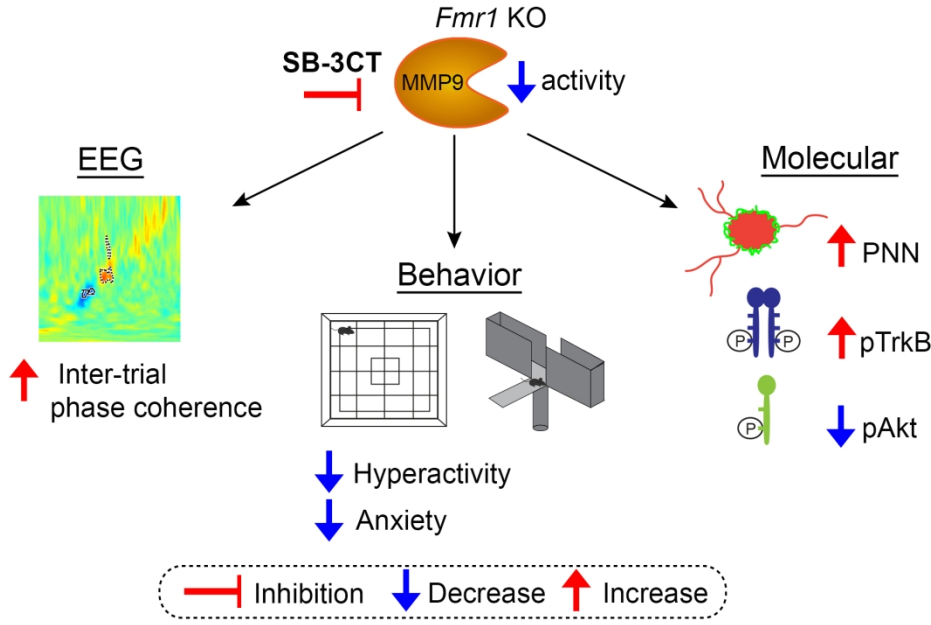 Fmr1 KO
SB-3CT
MMP9
activity
EEG
Inter-trial
phase coherence
Behavior
Hyperactivity
Anxiety
Molecular
PNN
P
P
pTrkB
P
pAkt
Inhibition
Decrease
Increase